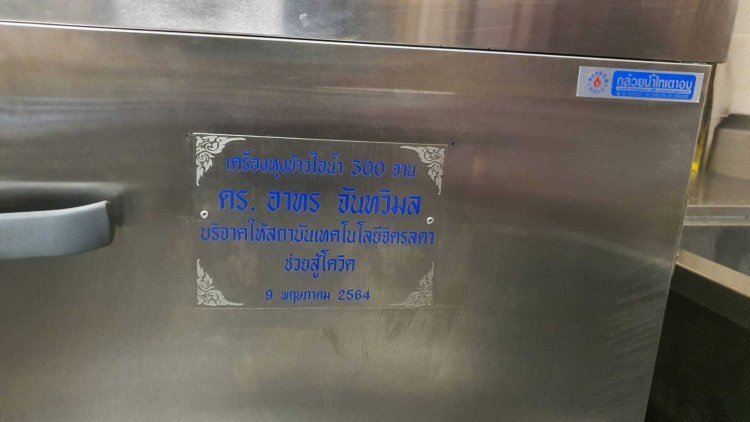 เครื่องหุงข้าวไอน้ำ 300 จาน
ดร. อาทร จันทวิมล
บริจาคให้สถาบันเทคโนโลยีจิตรลดา
ช่วยสู้โควิด
9 พฤษภาคม 2564
กล้วยน้ำไทเตาอบ